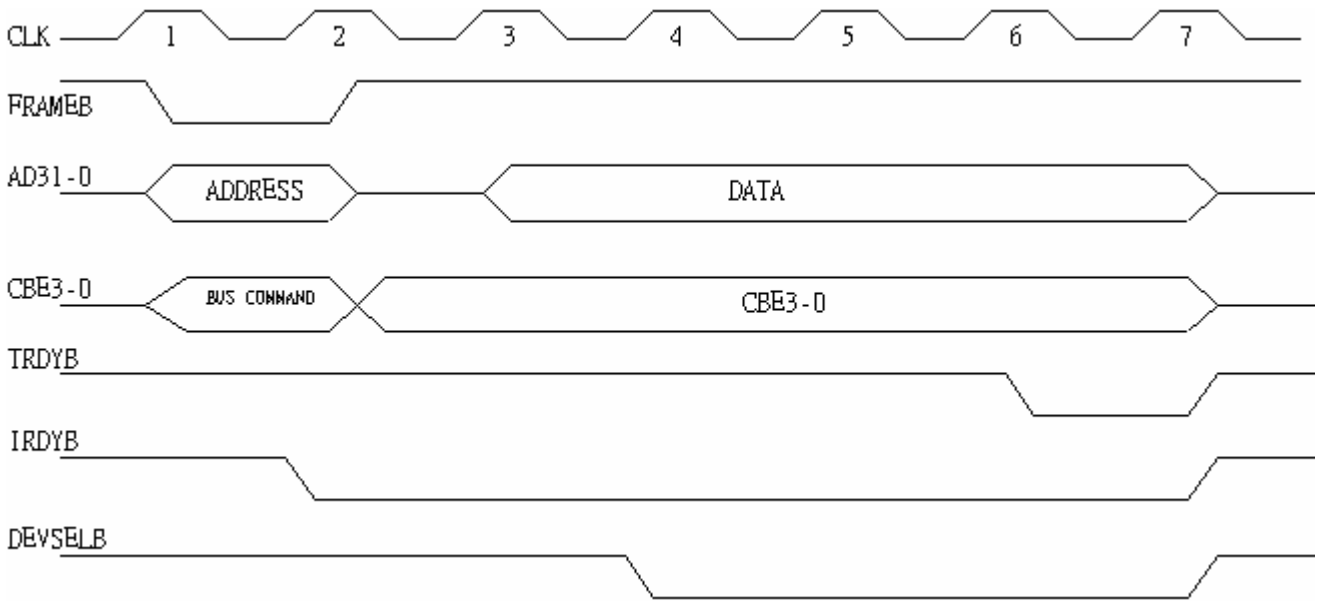 CLK 1 2 3 4 5 6 7
FRAMEB
AD31-0 ADDRESS DATA
CBE3-0 BUS COMMAND CBE3-0
TRDYB
IRDYB
DEVSELB